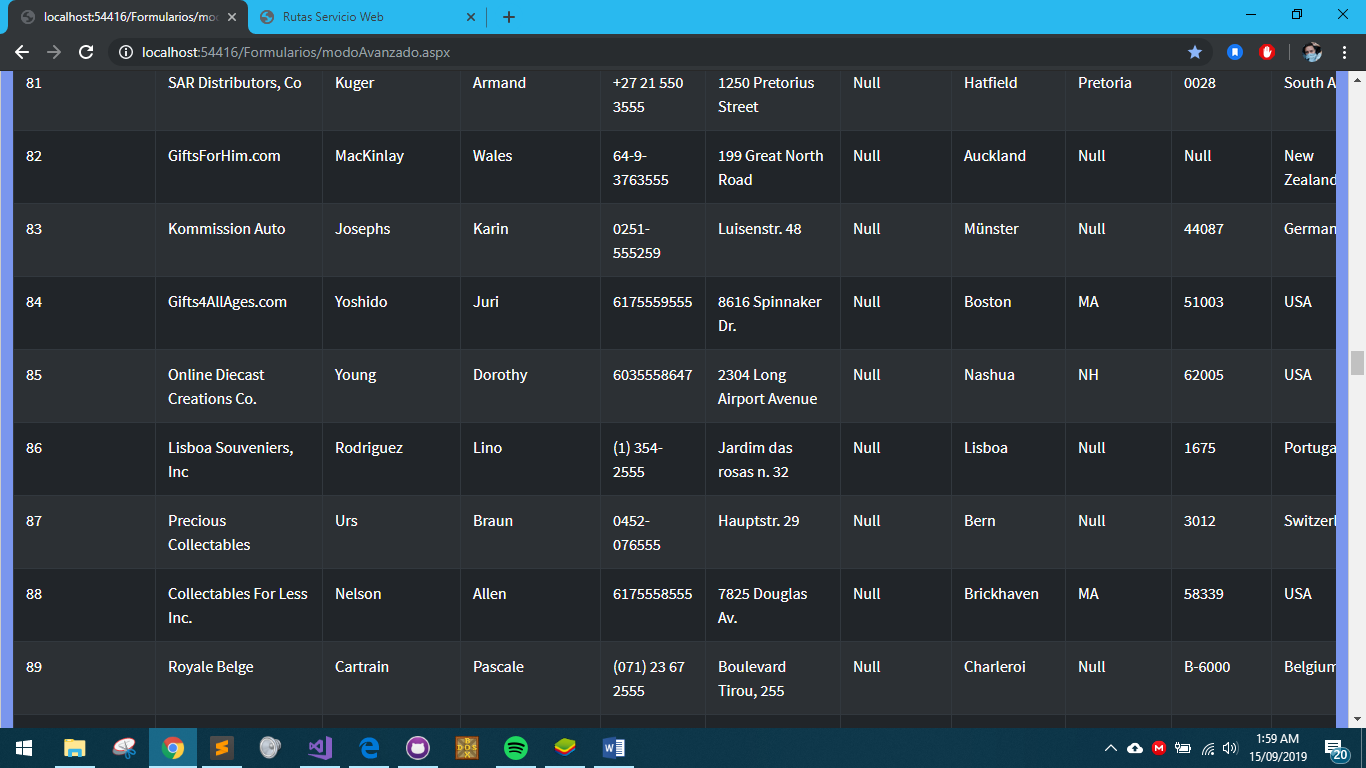 localhost:54416/Formularios/mod
Rutas Servicio Web
localhost:54416/Formularios/modoAvanzado.aspx
81 SAR Distributors, Co Kuger Armand +27 21 550 1250 Pretorius Null Hatfield Pretoria 0028 South A
3555 Street
82 GiftsForHim.com MacKinlay Wales 64-9- 199 Great North Null Auckland Null Null New
3763555 Road Zealand
83 Kommission Auto Josephs Karin 0251- Luisenstr. 48 Null Münster Null 44087 German
555259
84 Gifts4AllAges.com Yoshido Juri 6175559555 8616 Spinnaker Null Boston MA 51003 USA
Dr.
85 Online Diecast Young Dorothy 6035558647 2304 Long Null Nashua NH 62005 USA
Creations Co. Airport Avenue
86 Lisboa Souveniers, Rodriguez Lino (1) 354- Jardim das Null Lisboa Null 1675 Portuga
Inc 2555 rosas n. 32
87 Precious Urs Braun 0452- Hauptstr. 29 Null Bern Null 3012 Switzerl
Collectables 076555
88 Collectables For Less Nelson Allen 6175558555 7825 Douglas Null Brickhaven MA 58339 USA
Inc. Av.
89 Royale Belge Cartrain Pascale (071) 23 67 Boulevard Null Charleroi Null B-6000 Belgium
2555 Tirou, 255
1:59 AM
15/09/2019
20